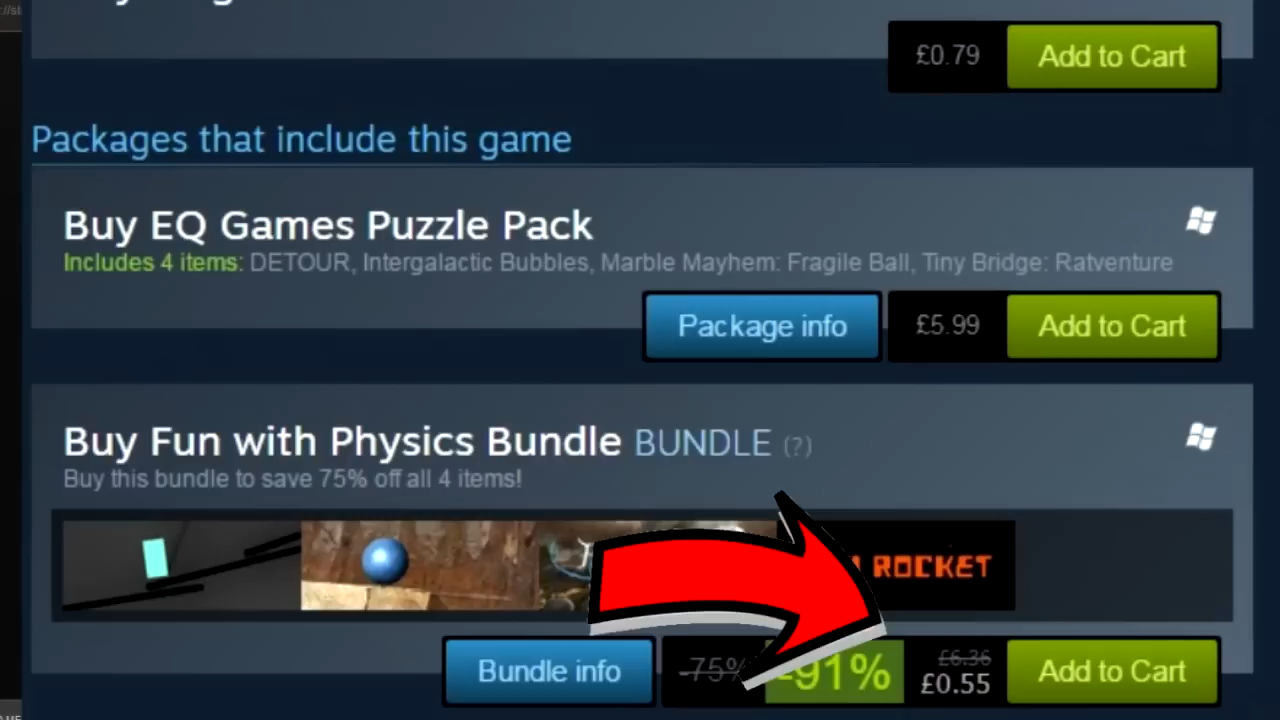 £0.79
Add to Cart
Packages that include this game
Buy EQ Games Puzzle Pack
Includes 4 items: DETOUR, Intergalactic Bubbles, Marble Mayhem: Fragile Ball, Tiny Bridge: Ratventure
Package info
£5.99
Add to Cart
Buy Fun with Physics Bundle BUNDLE (?)
Buy this bundle to save 75% off all 4 items!
ROCKET
Bundle info
-75%
-91%
£6.36
£0.55
Add to Cart